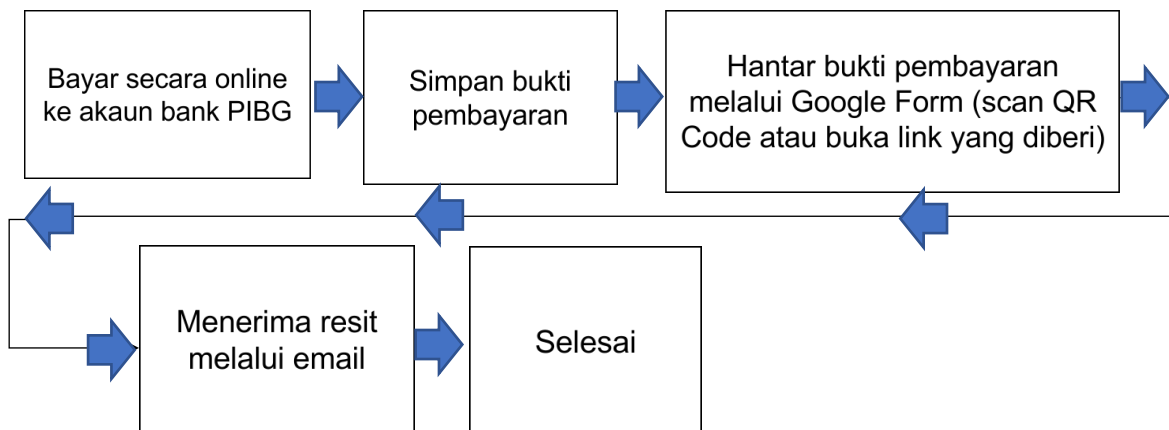 Bayar secara online
ke akaun bank PIBG
Simpan bukti
pembayaran
Hantar bukti pembayaran
melalui Google Form (scan QR
Code atau buka link yang diberi)
Menerima resit
melalui email
Selesai